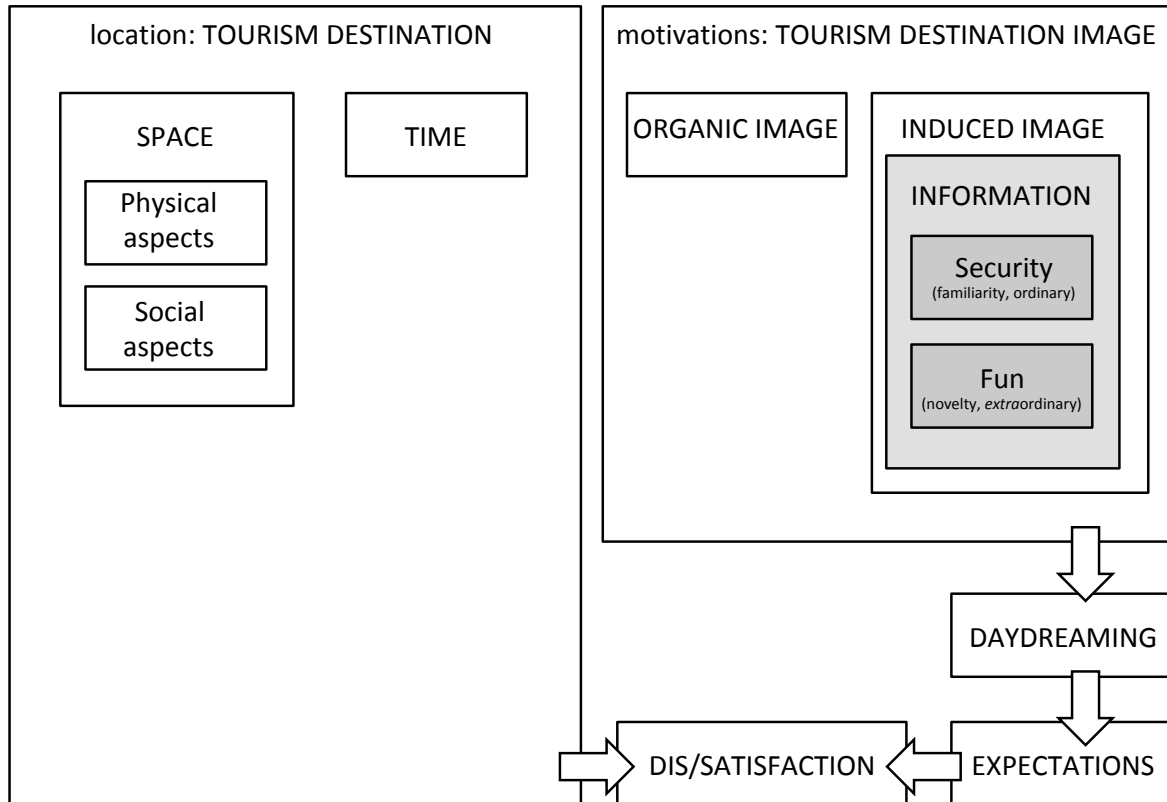 location: TOURISM DESTINATION
SPACE
Physical
aspects
Social
aspects
TIME
motivations: TOURISM DESTINATION IMAGE
ORGANIC IMAGE
INDUCED IMAGE
INFORMATION
Security
(familiarity, ordinary)
Fun
(novelty, extraordinary)
DAYDREAMING
DIS/SATISFACTION
EXPECTATIONS